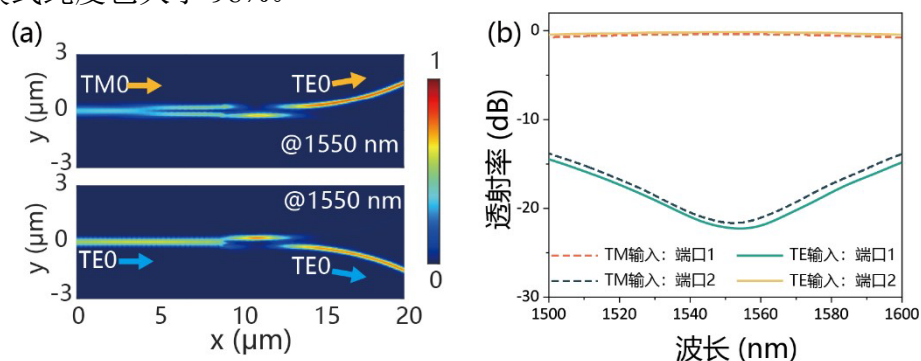 (a)
3
0
-3
y (μm)
TM0
TE0
@1550 nm
3
0
-3
y (μm)
@1550 nm
TE0
TE0
0
5
10
15
20
x (μm)
1
0
(b)
0
-10
-20
-30
透射率 (dB)
TM输入：端口1
TE输入：端口1
TM输入：端口2
TE输入：端口2
1500
1520
1540
1560
1580
1600
波长 (nm)